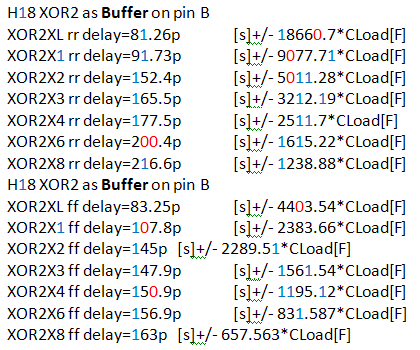 H18 XOR2 as Buffer on pin B
XOR2XL rr delay=81.26p [s]+/- 18660.7*CLoad[F]
XOR2X1 rr delay=91.73p [s]+/- 9077.71*CLoad[F]
XOR2X2 rr delay=152.4p [s]+/- 5011.28*CLoad[F]
XOR2X3 rr delay=165.5p [s]+/- 3212.19*CLoad[F]
XOR2X4 rr delay=177.5p [s]+/- 2511.7*CLoad[F]
XOR2X6 rr delay=200.4p [s]+/- 1615.22*CLoad[F]
XOR2X8 rr delay=216.6p [s]+/- 1238.88*CLoad[F]
H18 XOR2 as Buffer on pin B
XOR2XL ff delay=83.25p [s]+/- 4403.54*CLoad[F]
XOR2X1 ff delay=107.8p [s]+/- 2383.66*CLoad[F]
XOR2X2 ff delay=145p [s]+/- 2289.51*CLoad[F]
XOR2X3 ff delay=147.9p [s]+/- 1561.54*CLoad[F]
XOR2X4 ff delay=150.9p [s]+/- 1195.12*CLoad[F]
XOR2X6 ff delay=156.9p [s]+/- 831.587*CLoad[F]
XOR2X8 ff delay=163p [s]+/- 657.563*CLoad[F]